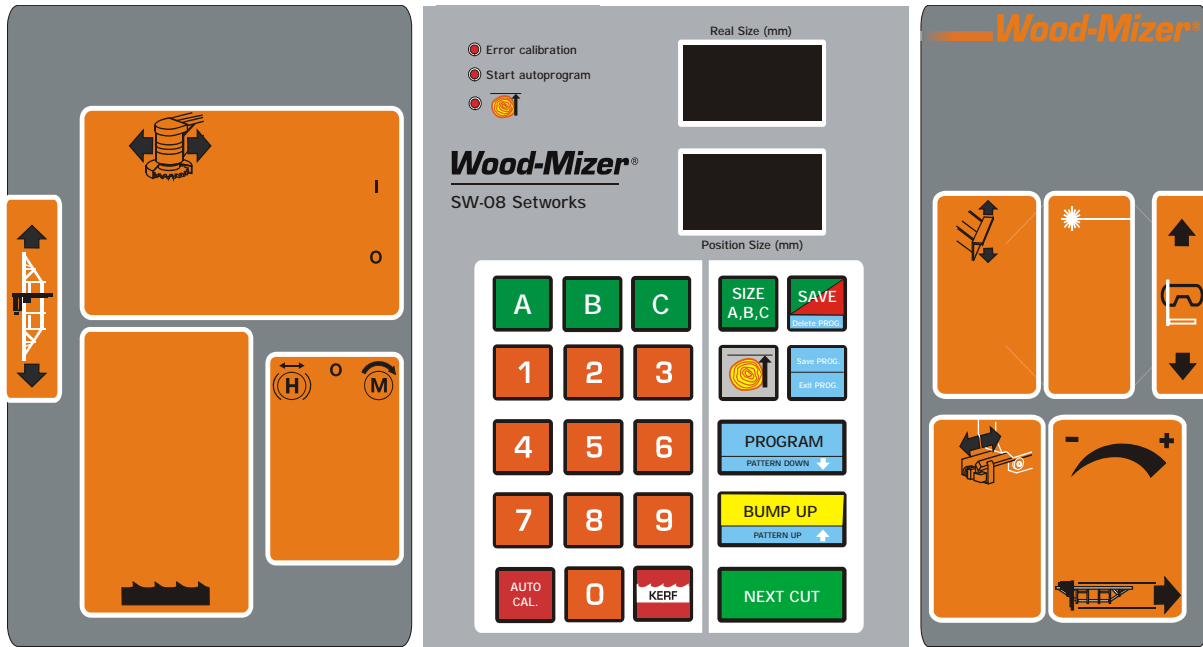 I
O
H
O
M
Error calibration
Start autoprogram
Real Size (mm)
Wood-Mizer®
SW-08 Setworks
Position Size (mm)
A
B
C
SIZE
A,B,C
SAVE
Delete PROG.
1
2
3
Save PROG.
Exit PROG.
4
5
6
PROGRAM
PATTERN DOWN
7
8
9
BUMP UP
PATTERN UP
AUTO
CAL.
0
KERF
NEXT CUT
Wood-Mizer®
- +